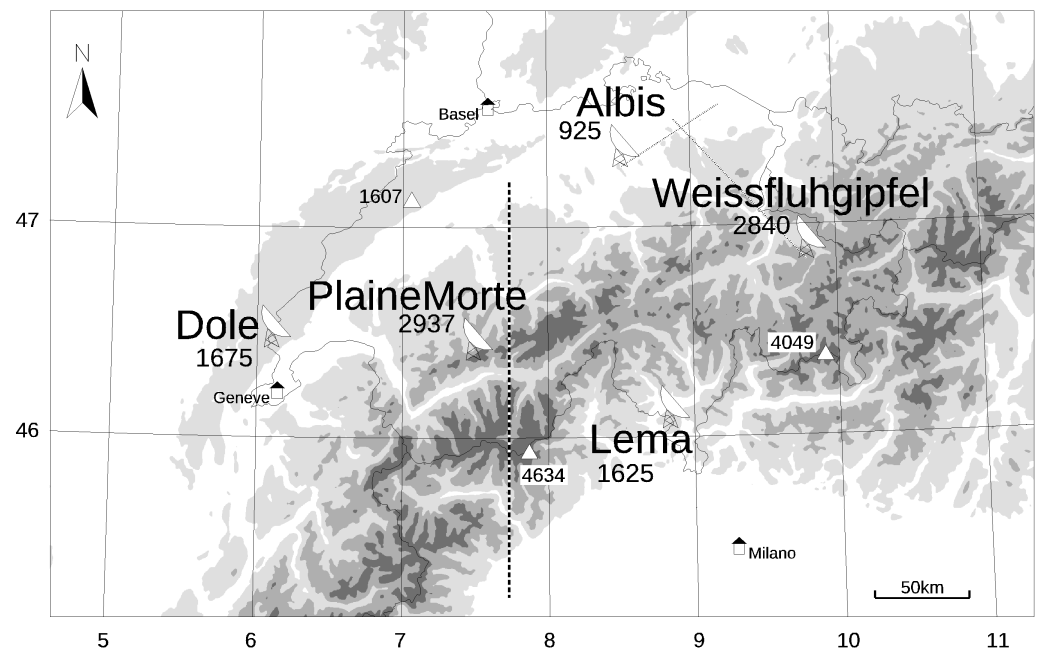 N
Albis
Basel
925
Weissfluhgipfel
1607
47
2840
PlaineMorte
Dole
2937
4049
1675
Geneve
46
Lema
4634
1625
Milano
50km
5 6 7 8 9 10 11